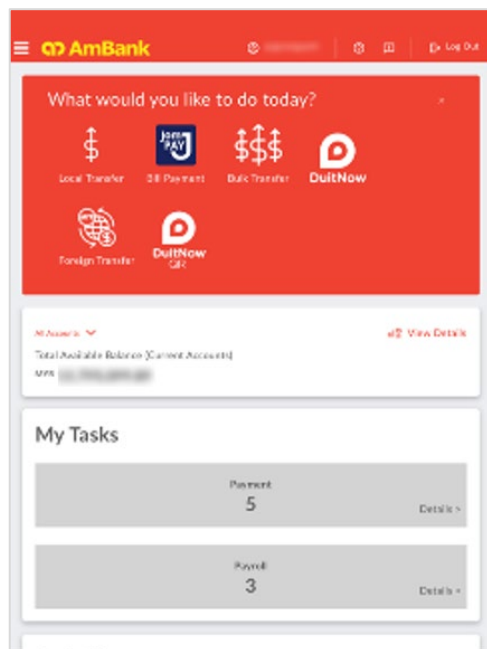 AmBank
Log Out
What would you like to do today?
Local Transfer
JomPAY
Bill Payment
Bulk Transfer
DuitNow
Foreign Transfer
DuitNow
QR
All Accounts
View Details
Total Available Balance (Current Accounts)
MYR
My Tasks
Payment
5
Details >
Payroll
3
Details >